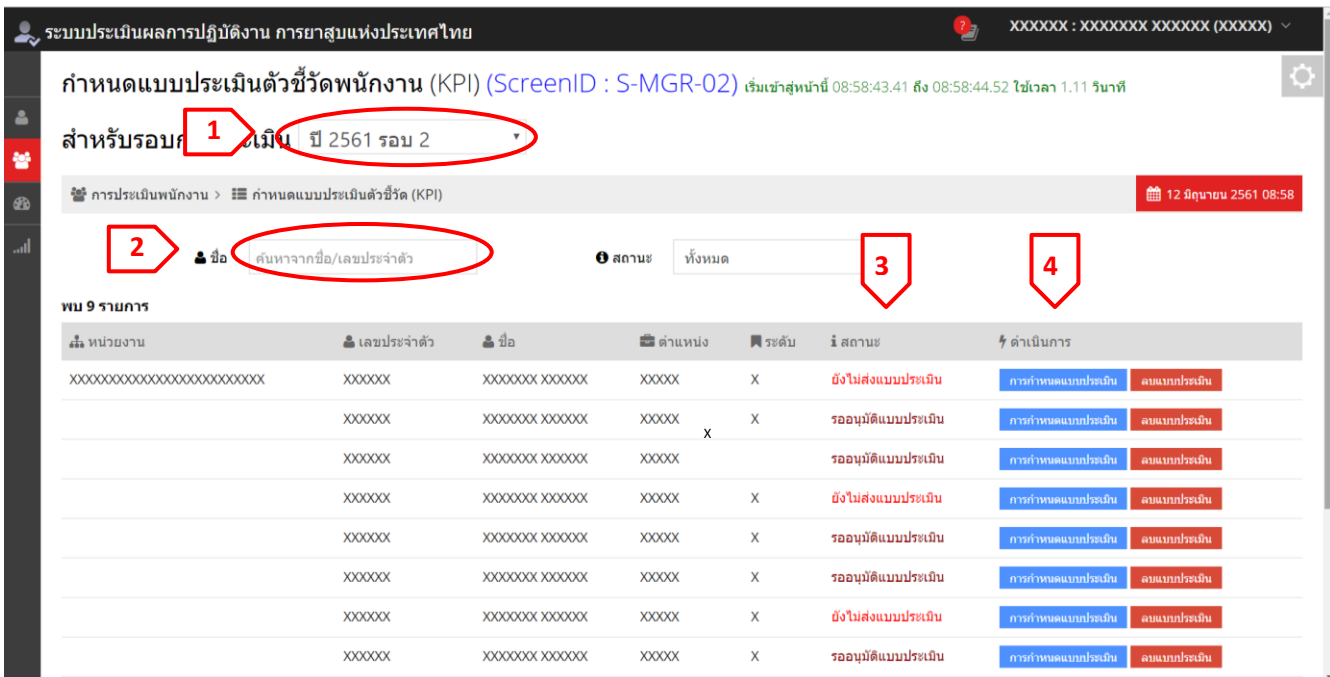 ระบบประเมินผลการปฏิบัติงาน การยาสูบแห่งประเทศไทย ? XXXXXX : XXXXXXX XXXXXX (XXXXX)
กำหนดแบบประเมินตัวชี้วัดพนักงาน (KPI) (ScreenID : S-MGR-02) เริ่มเข้าสู่หน้านี้ 08:58:43.41 ถึง 08:58:44.52 ใช้เวลา 1.11 วินาที
สำหรับรอบก 1 ะเมิน ปี 2561 รอบ 2
การประเมินพนักงาน > กำหนดแบบประเมินตัวชี้วัด (KPI) 12 มิถุนายน 2561 08:58
2 ชื่อ ค้นหาจากชื่อ/เลขประจำตัว สถานะ ทั้งหมด 3 4
พบ 9 รายการ
หน่วยงาน เลขประจำตัว ชื่อ ตำแหน่ง ระดับ สถานะ ดำเนินการ
XXXXXXXXXXXXXXXXXXXXXXXXX XXXXXX XXXXXXX XXXXXX XXXXX X ยังไม่ส่งแบบประเมิน การกำหนดแบบประเมิน ลบแบบประเมิน
XXXXXX XXXXXXX XXXXXX XXXXX X รออนุมัติแบบประเมิน การกำหนดแบบประเมิน ลบแบบประเมิน
X
XXXXXX XXXXXXX XXXXXX XXXXX รออนุมัติแบบประเมิน การกำหนดแบบประเมิน ลบแบบประเมิน
XXXXXX XXXXXXX XXXXXX XXXXX X ยังไม่ส่งแบบประเมิน การกำหนดแบบประเมิน ลบแบบประเมิน
XXXXXX XXXXXXX XXXXXX XXXXX X รออนุมัติแบบประเมิน การกำหนดแบบประเมิน ลบแบบประเมิน
XXXXXX XXXXXXX XXXXXX XXXXX X รออนุมัติแบบประเมิน การกำหนดแบบประเมิน ลบแบบประเมิน
XXXXXX XXXXXXX XXXXXX XXXXX X ยังไม่ส่งแบบประเมิน การกำหนดแบบประเมิน ลบแบบประเมิน
XXXXXX XXXXXXX XXXXXX XXXXX X รออนุมัติแบบประเมิน การกำหนดแบบประเมิน ลบแบบประเมิน